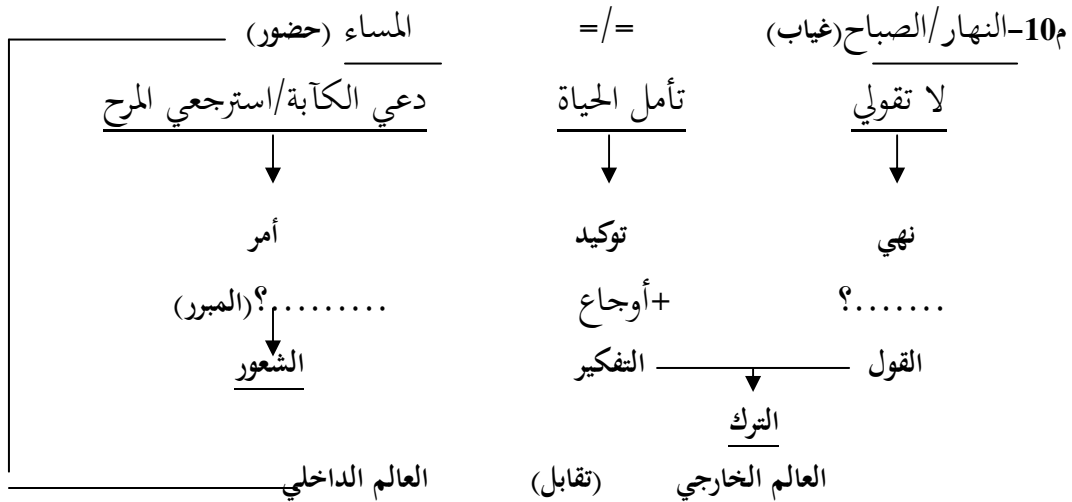 م10-النهار/الصباح(غياب) =/= المساء (حضور)
لا تقولي تأمل الحياة دعي الكآبة/استرجعي المرح
نهي توكيد أمر
.......؟ +أوجاع ..........؟(المبرر)
القول التفكير الشعور
الترك
العالم الخارجي (تقابل) العالم الداخلي